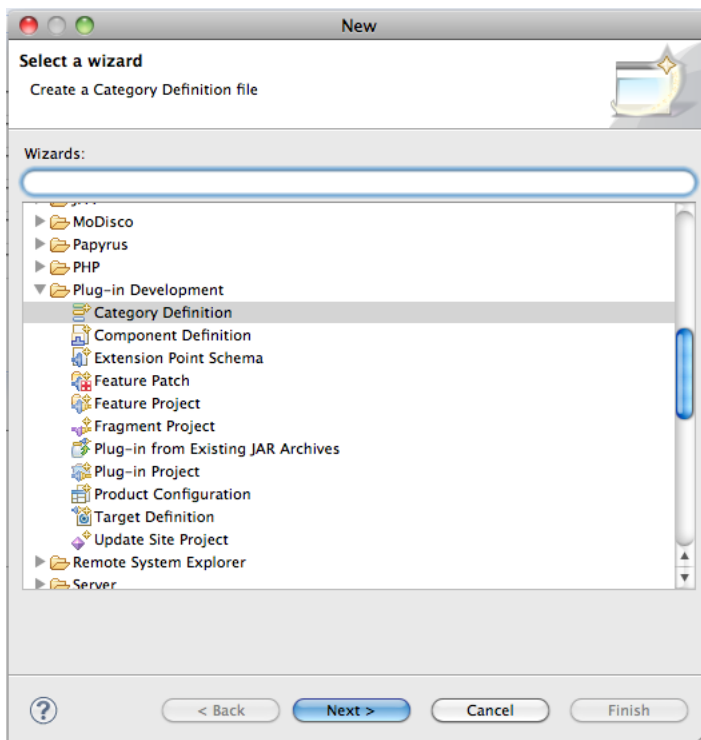 New
Select a wizard
Create a Category Definition file
Wizards:
MoDisco
Papyrus
PHP
Plug-in Development
Category Definition
Component Definition
Extension Point Schema
Feature Patch
Feature Project
Fragment Project
Plug-in from Existing JAR Archives
Plug-in Project
Product Configuration
Target Definition
Update Site Project
Remote System Explorer
Server
? < Back Next > Cancel Finish